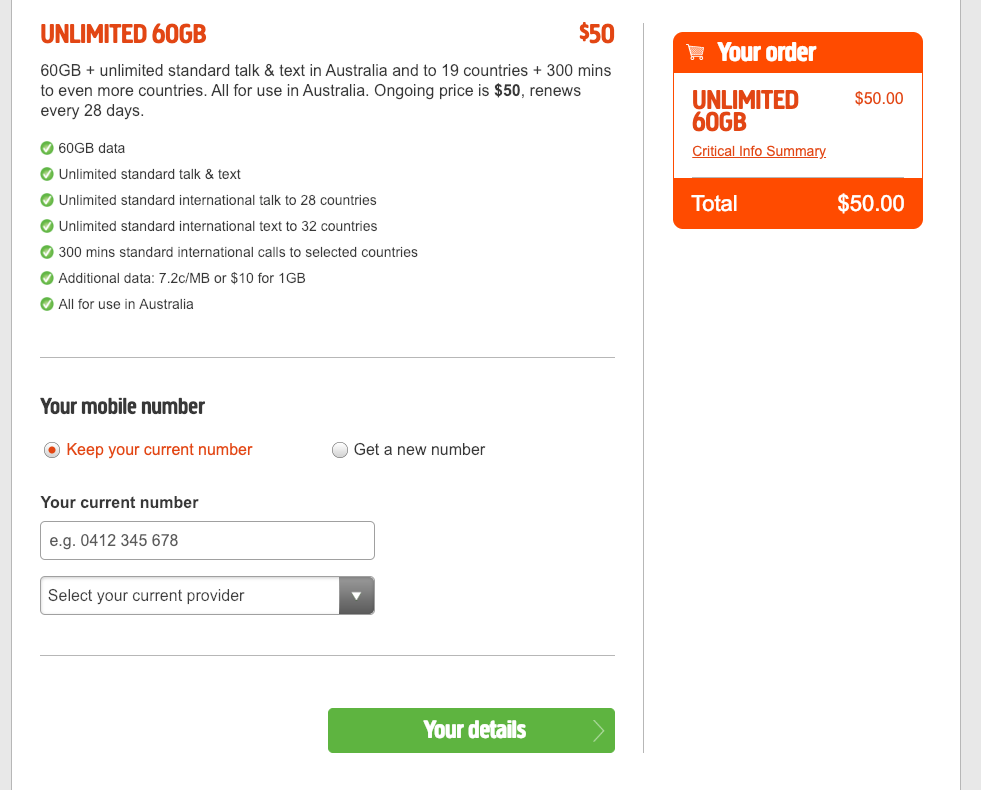 UNLIMITED 60GB
$50
60GB + unlimited standard talk & text in Australia and to 19 countries + 300 mins
to even more countries. All for use in Australia. Ongoing price is $50, renews
every 28 days.
60GB data
Unlimited standard talk & text
Unlimited standard international talk to 28 countries
Unlimited standard international text to 32 countries
300 mins standard international calls to selected countries
Additional data: 7.2c/MB or $10 for 1GB
All for use in Australia
Your mobile number
Keep your current number
Get a new number
Your current number
e.g. 0412 345 678
Select your current provider
Your details
Your order
UNLIMITED
$50.00
60GB
Critical Info Summary
Total
$50.00